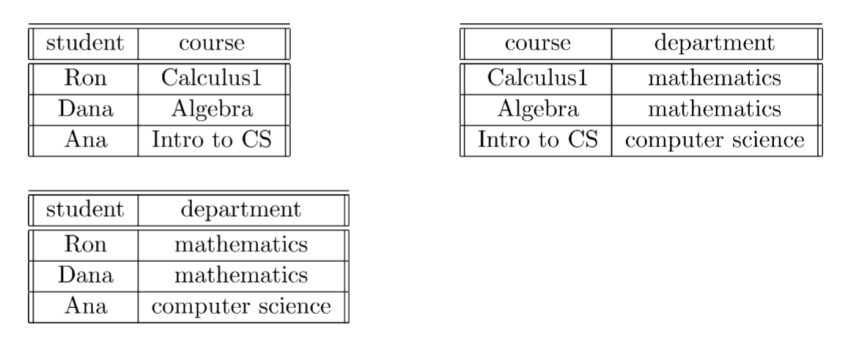 student course
Ron Calculus1
Dana Algebra
Ana Intro to CS
course department
Calculus1 mathematics
Algebra mathematics
Intro to CS computer science
student department
Ron mathematics
Dana mathematics
Ana computer science